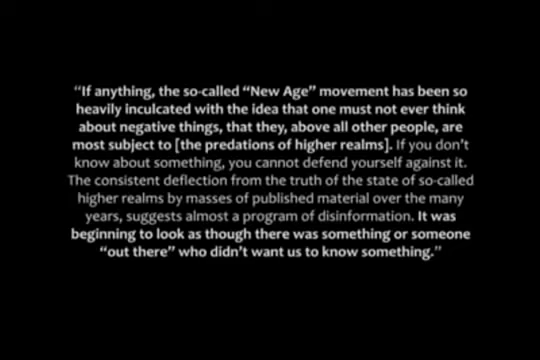 “If anything, the so-called “New Age” movement has been so
heavily inculcated with the idea that one must not ever think
about negative things, that they, above all other people, are
most subject to [the predations of higher realms]. If you don’t
know about something, you cannot defend yourself against it.
The consistent deflection from the truth of the state of so-called
higher realms by masses of published material over the many
years, suggests almost a program of disinformation. It was
beginning to look as though there was something or someone
“out there” who didn’t want us to know something.”